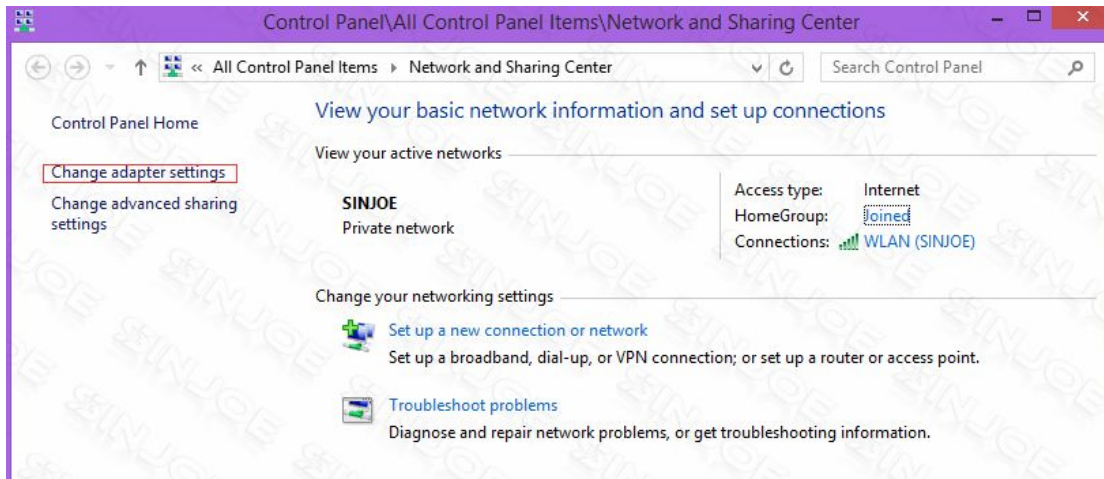 Control Panel\All Control Panel Items\Network and Sharing Center
« All Control Panel Items ▸ Network and Sharing Center
Search Control Panel
Control Panel Home
Change adapter settings
Change advanced sharing
settings
View your basic network information and set up connections
View your active networks
SINJOE
Private network
Access type: Internet
HomeGroup: Joined
Connections: WLAN (SINJOE)
Change your networking settings
Set up a new connection or network
Set up a broadband, dial-up, or VPN connection; or set up a router or access point.
Troubleshoot problems
Diagnose and repair network problems, or get troubleshooting information.